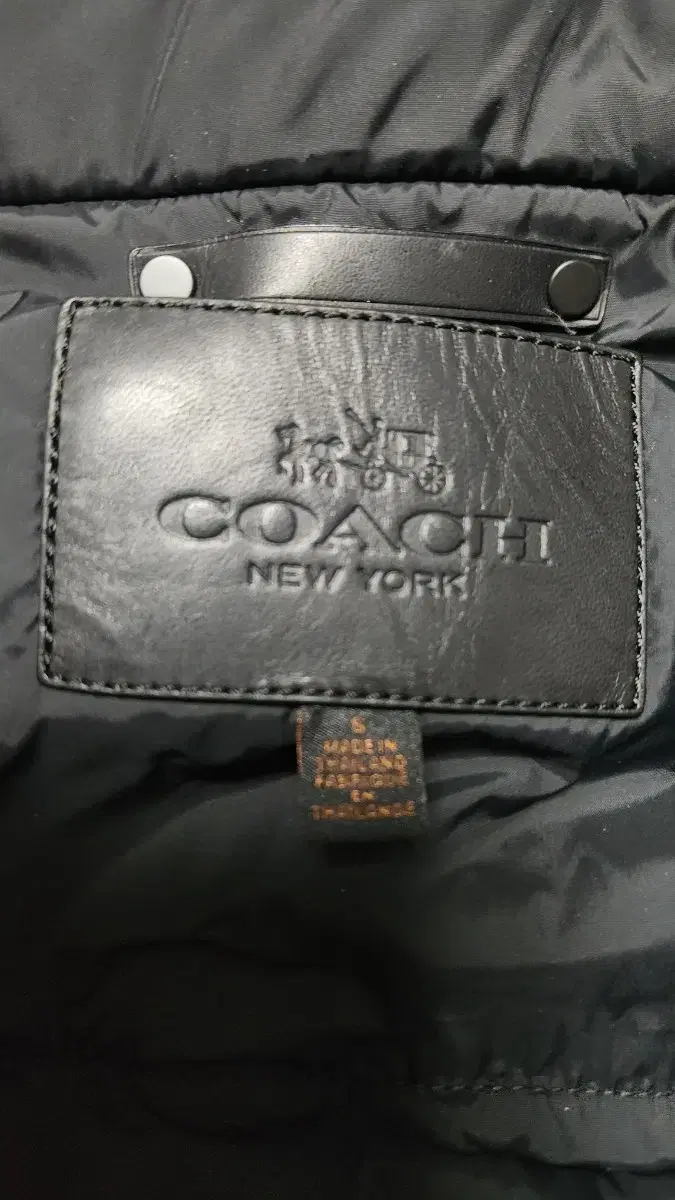 COACH
NEW YORK
S
MADE IN
THAILAND
FABRIQUE
EN
THAILANDE